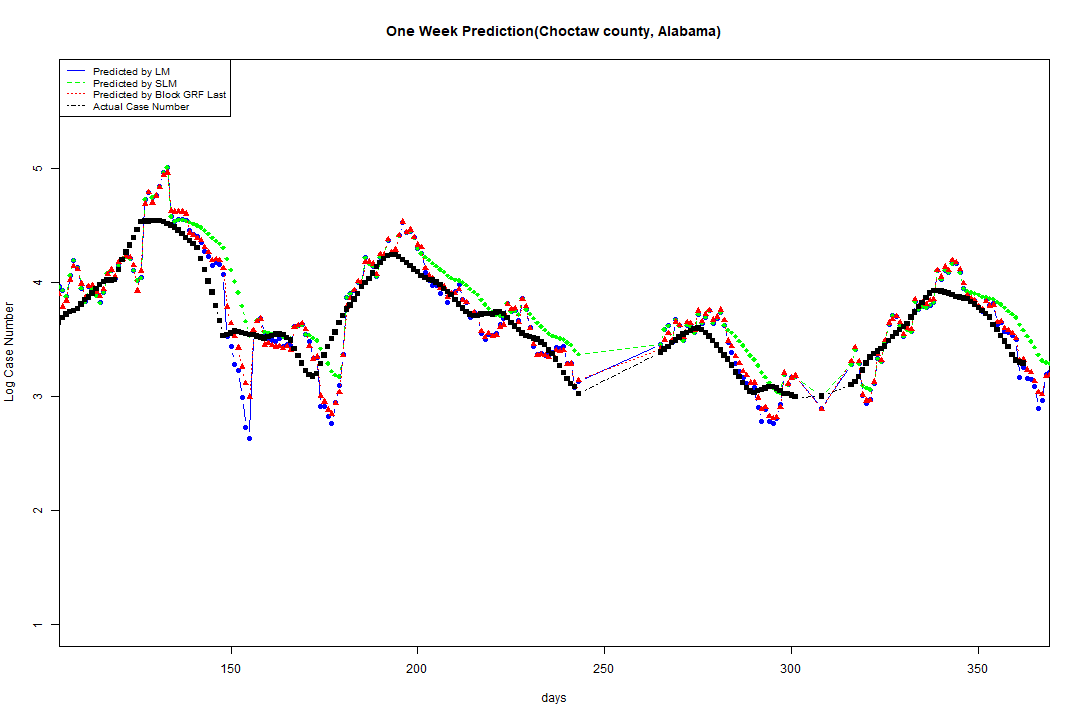 One Week Prediction(Choctaw county, Alabama)
Predicted by LM
Predicted by SLM
Predicted by Block GRF Last
Actual Case Number
Log Case Number
5
4
3
2
1
150
200
250
300
350
days